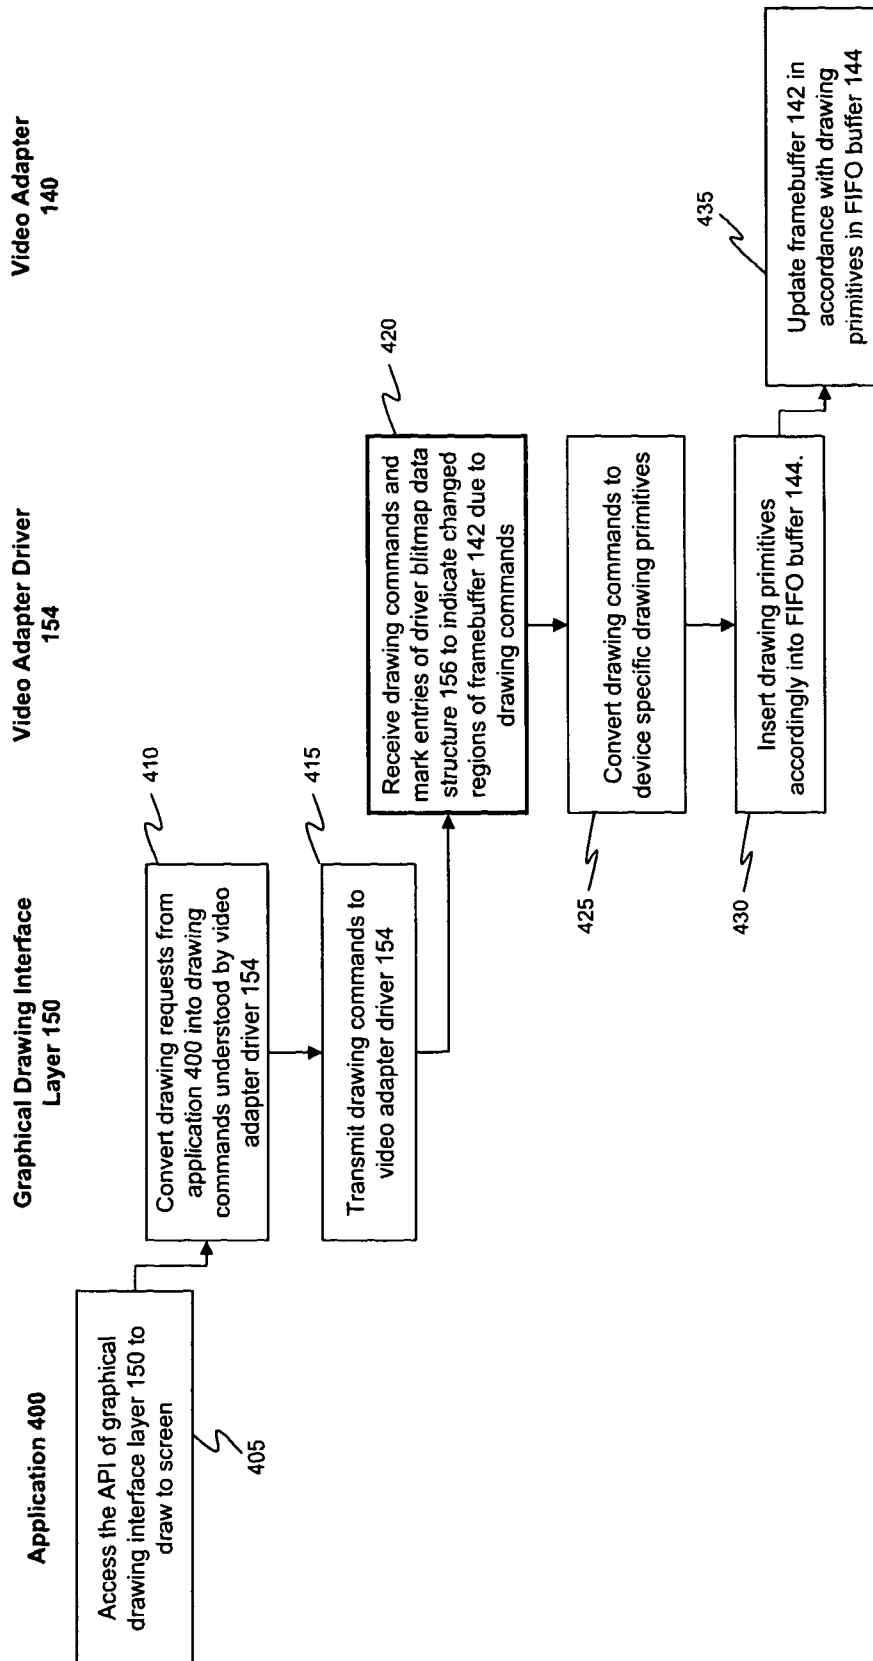 Application 400
Graphical Drawing Interface
Layer 150
Video Adapter Driver
154
Video Adapter
140
Access the API of graphical
drawing interface layer 150 to
draw to screen
405
410
Convert drawing requests from
application 400 into drawing
commands understood by video
adapter driver 154
415
Transmit drawing commands to
video adapter driver 154
420
Receive drawing commands and
mark entries of driver blitmap data
structure 156 to indicate changed
regions of framebuffer 142 due to
drawing commands
425
Convert drawing commands to
device specific drawing primitives
430
Insert drawing primitives
accordingly into FIFO buffer 144.
435
Update framebuffer 142 in
accordance with drawing
primitives in FIFO buffer 144